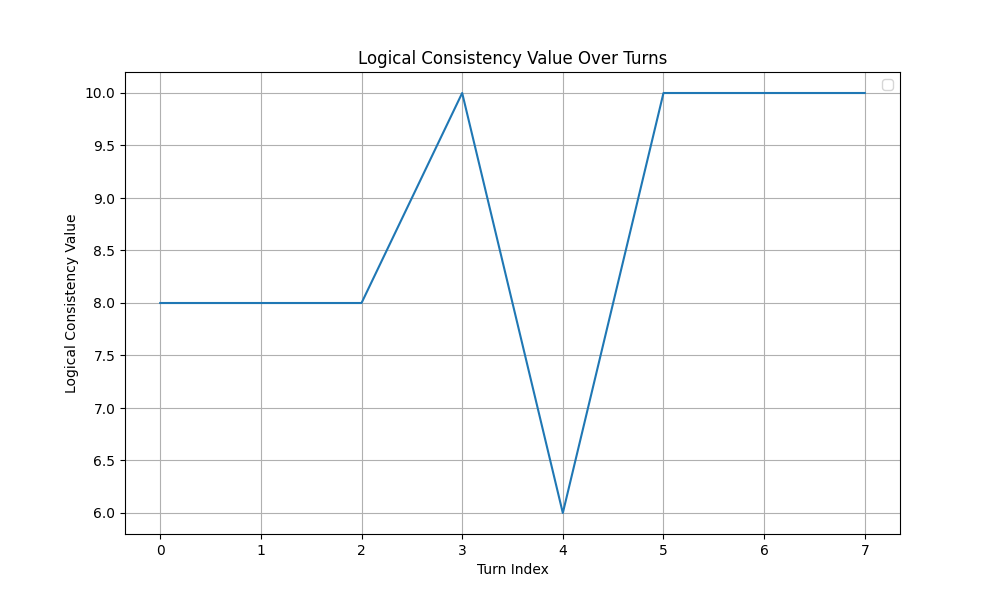 Logical Consistency Value Over Turns
10.0
9.5
9.0
8.5
8.0
7.5
7.0
6.5
6.0
Logical Consistency Value
0 1 2 3 4 5 6 7
Turn Index